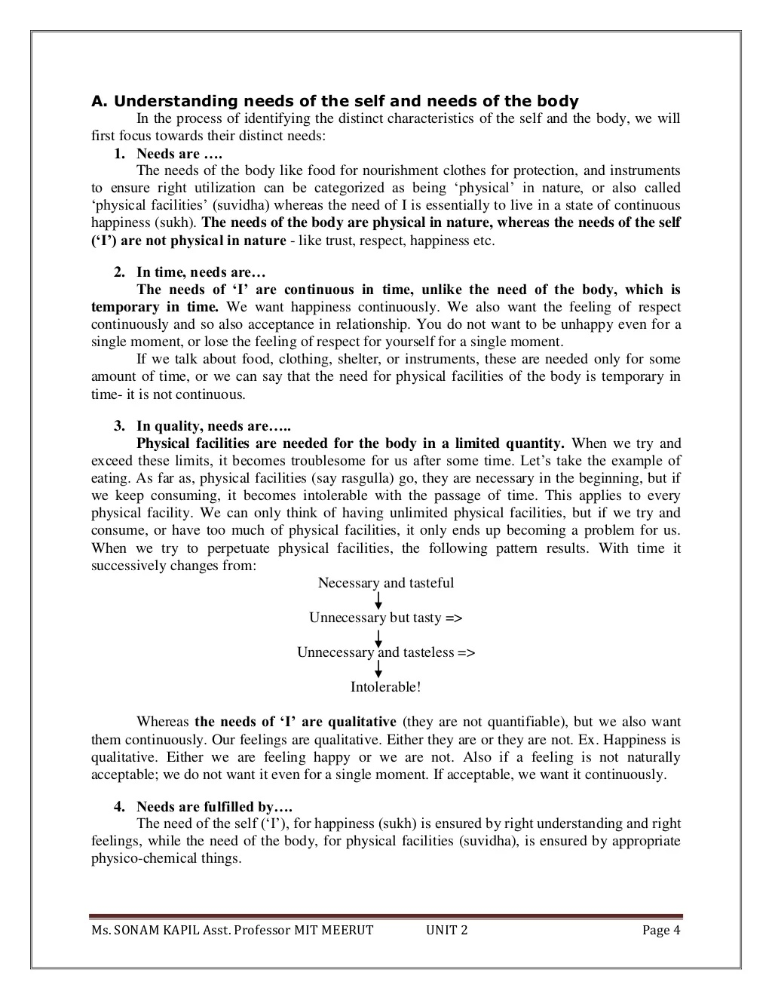 A. Understanding needs of the self and needs of the body
In the process of identifying the distinct characteristics of the self and the body, we will
first focus towards their distinct needs:
1. Needs are ….
The needs of the body like food for nourishment clothes for protection, and instruments
to ensure right utilization can be categorized as being ‘physical’ in nature, or also called
‘physical facilities’ (suvidha) whereas the need of I is essentially to live in a state of continuous
happiness (sukh). The needs of the body are physical in nature, whereas the needs of the self
(‘I’) are not physical in nature - like trust, respect, happiness etc.
2. In time, needs are…
The needs of ‘I’ are continuous in time, unlike the need of the body, which is
temporary in time. We want happiness continuously. We also want the feeling of respect
continuously and so also acceptance in relationship. You do not want to be unhappy even for a
single moment, or lose the feeling of respect for yourself for a single moment.
If we talk about food, clothing, shelter, or instruments, these are needed only for some
amount of time, or we can say that the need for physical facilities of the body is temporary in
time- it is not continuous.
3. In quality, needs are…..
Physical facilities are needed for the body in a limited quantity. When we try and
exceed these limits, it becomes troublesome for us after some time. Let’s take the example of
eating. As far as, physical facilities (say rasgulla) go, they are necessary in the beginning, but if
we keep consuming, it becomes intolerable with the passage of time. This applies to every
physical facility. We can only think of having unlimited physical facilities, but if we try and
consume, or have too much of physical facilities, it only ends up becoming a problem for us.
When we try to perpetuate physical facilities, the following pattern results. With time it
successively changes from:
Necessary and tasteful
Unnecessary but tasty =>
Unnecessary and tasteless =>
Intolerable!
Whereas the needs of ‘I’ are qualitative (they are not quantifiable), but we also want
them continuously. Our feelings are qualitative. Either they are or they are not. Ex. Happiness is
qualitative. Either we are feeling happy or we are not. Also if a feeling is not naturally
acceptable; we do not want it even for a single moment. If acceptable, we want it continuously.
4. Needs are fulfilled by….
The need of the self (‘I’), for happiness (sukh) is ensured by right understanding and right
feelings, while the need of the body, for physical facilities (suvidha), is ensured by appropriate
physico-chemical things.
Ms. SONAM KAPIL Asst. Professor MIT MEERUT UNIT 2 Page 4